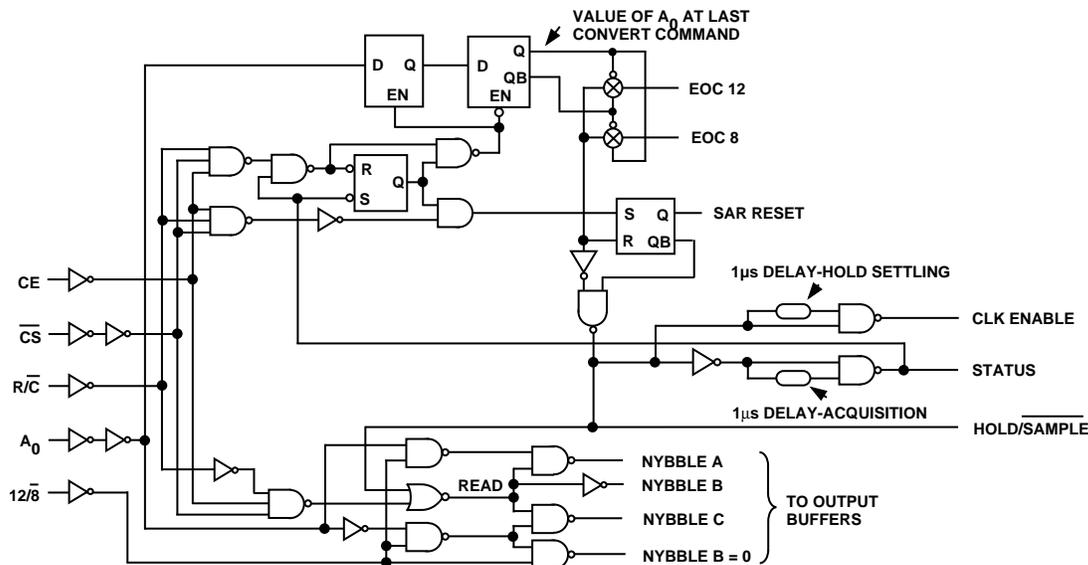 VALUE OF A0 AT LAST
CONVERT COMMAND
D Q
EN
D Q
QB
EN
EOC 12
EOC 8
R
Q
S
S Q
R QB
SAR RESET
CE
CS
R/C
A0
12/8
1µs DELAY-HOLD SETTLING
CLK ENABLE
STATUS
1µs DELAY-ACQUISITION
HOLD/SAMPLE
READ
NYBBLE A
NYBBLE B
NYBBLE C
NYBBLE B = 0
TO OUTPUT
BUFFERS